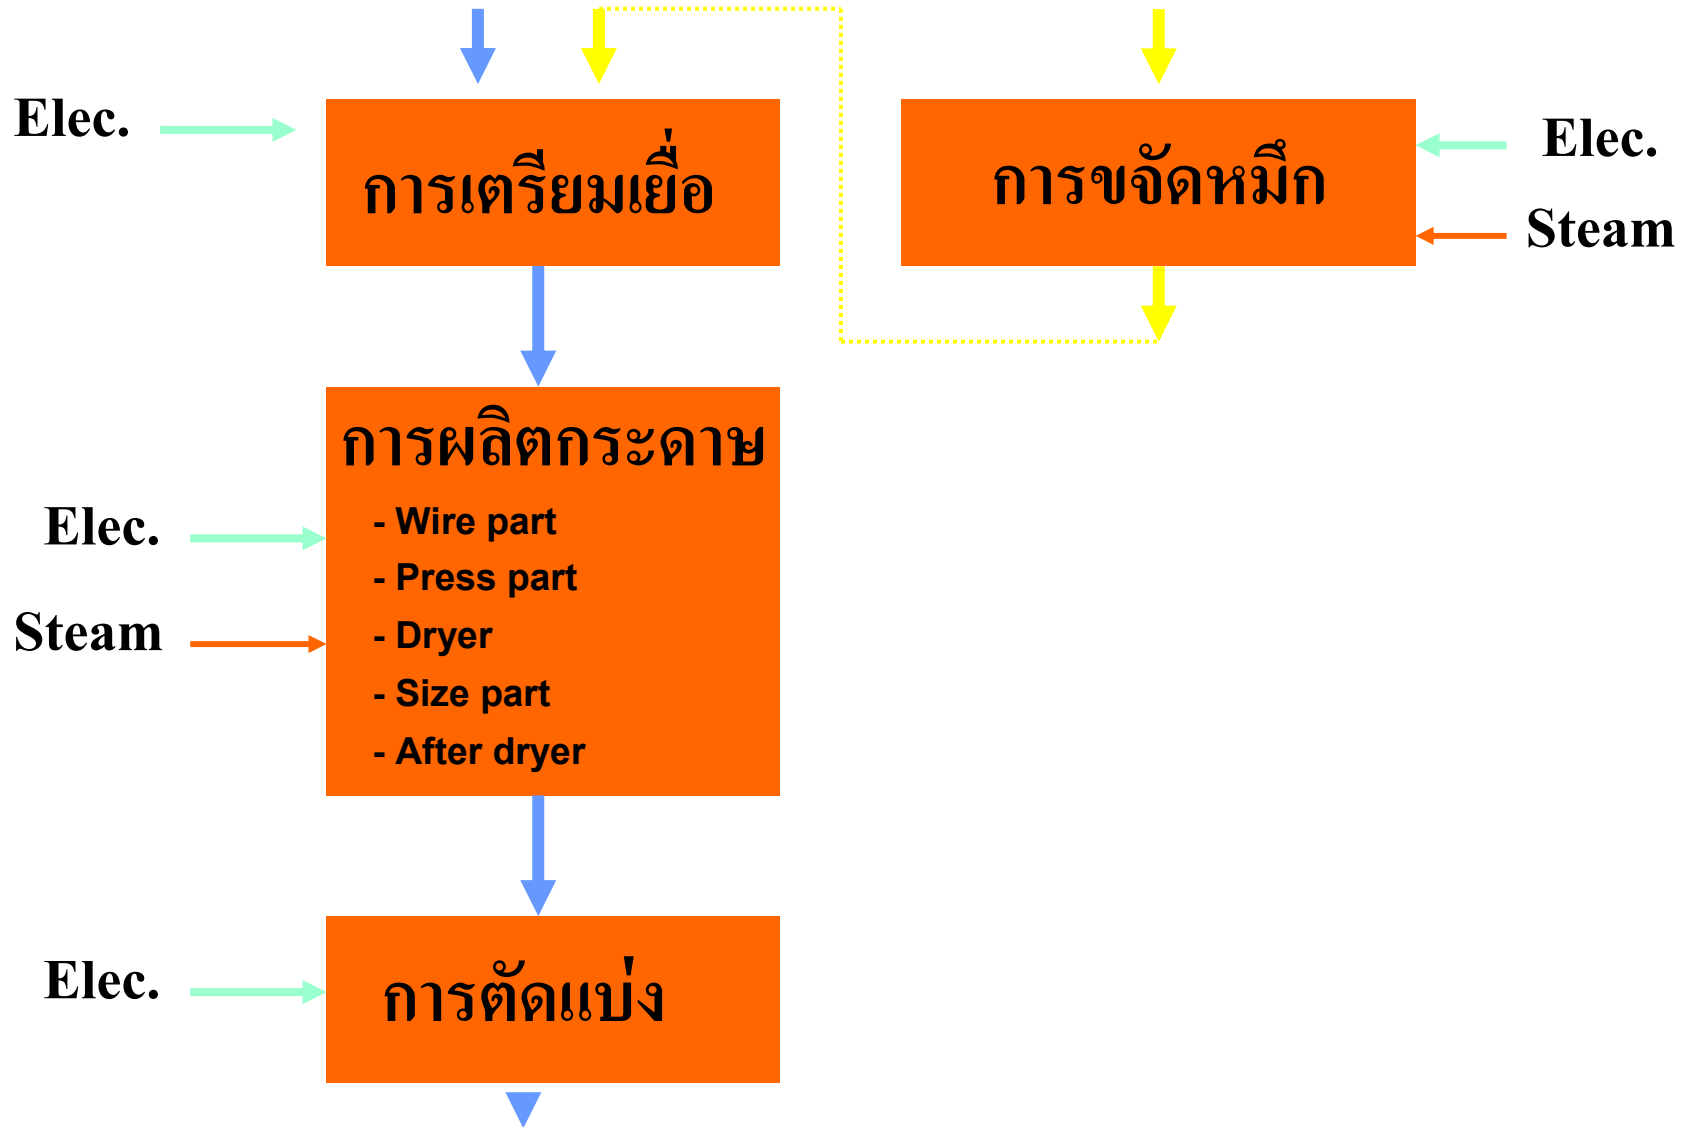 Elec.
การเตรียมเยื่อ
การขจัดหมึก
Elec.
Steam
การผลิตกระดาษ
- Wire part
- Press part
- Dryer
- Size part
- After dryer
Elec.
Steam
Elec.
การตัดแบ่ง